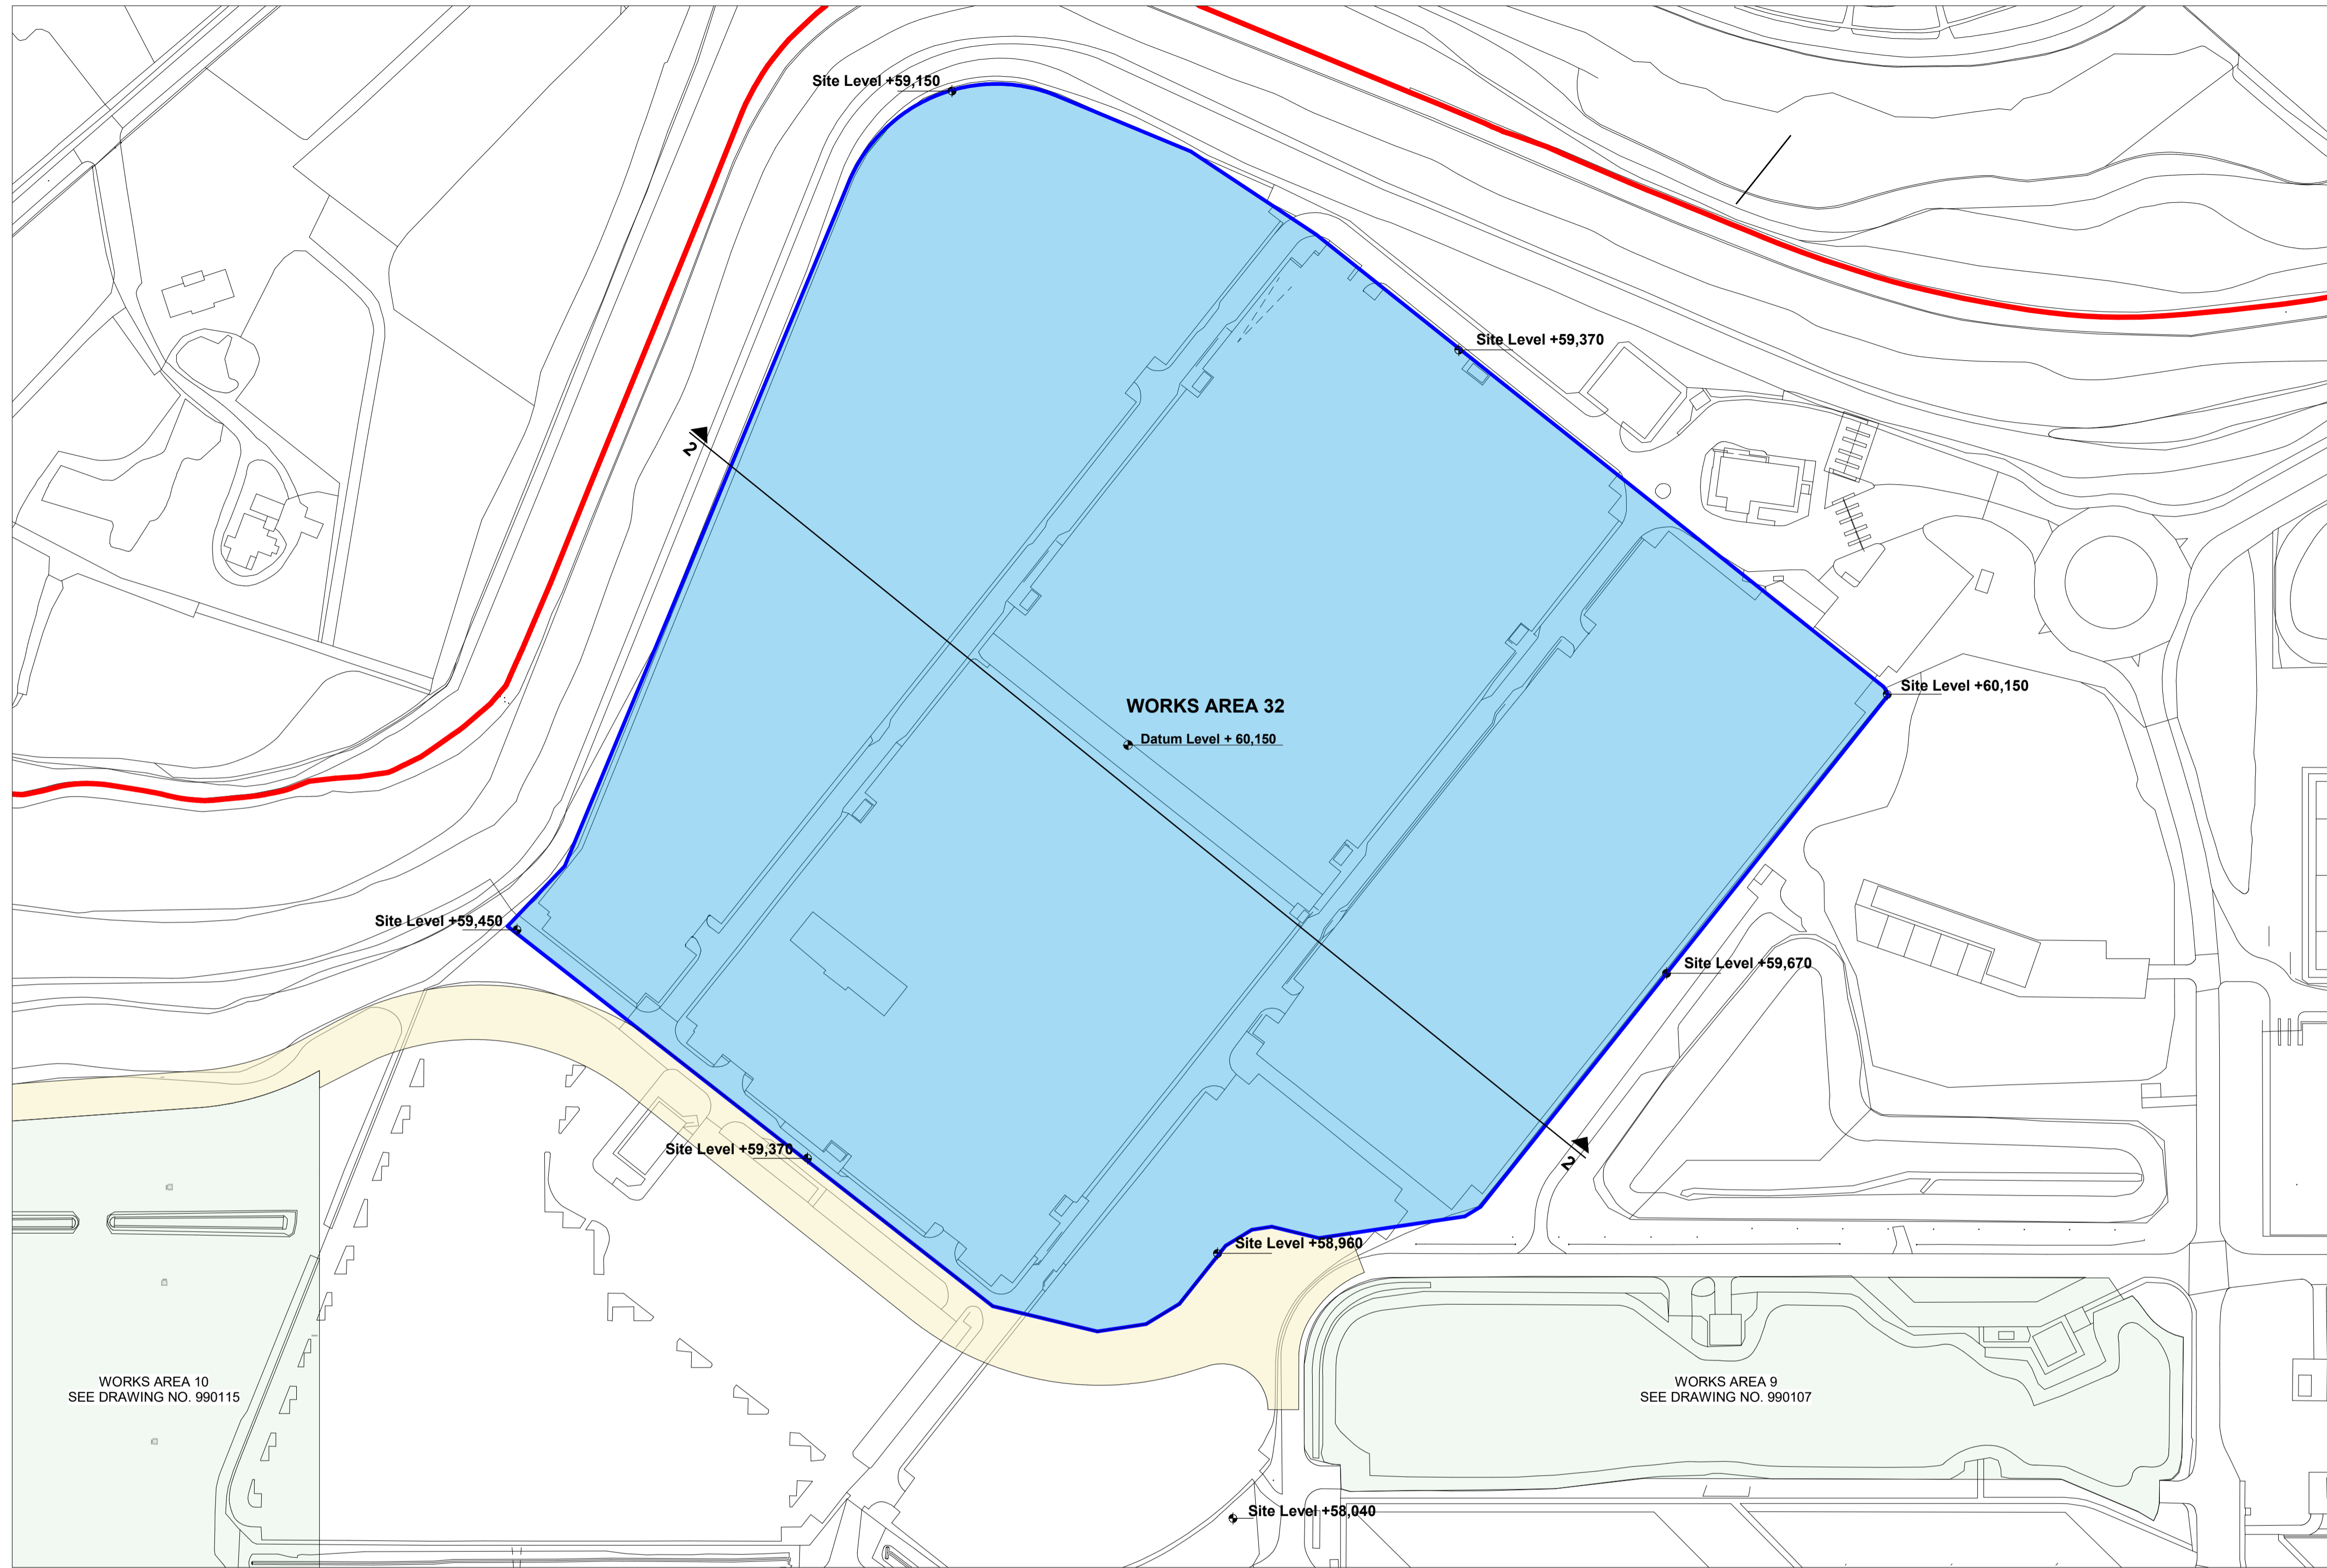 Site Level +59,150
Site Level +59,370
2
Site Level +60,150
WORKS AREA 32
Datum Level + 60,150
Site Level +59,450
Site Level +59,670
Site Level +59,370
2
Site Level +58,960
WORKS AREA 10
SEE DRAWING NO. 990115
WORKS AREA 9
SEE DRAWING NO. 990107
Site Level +58,040